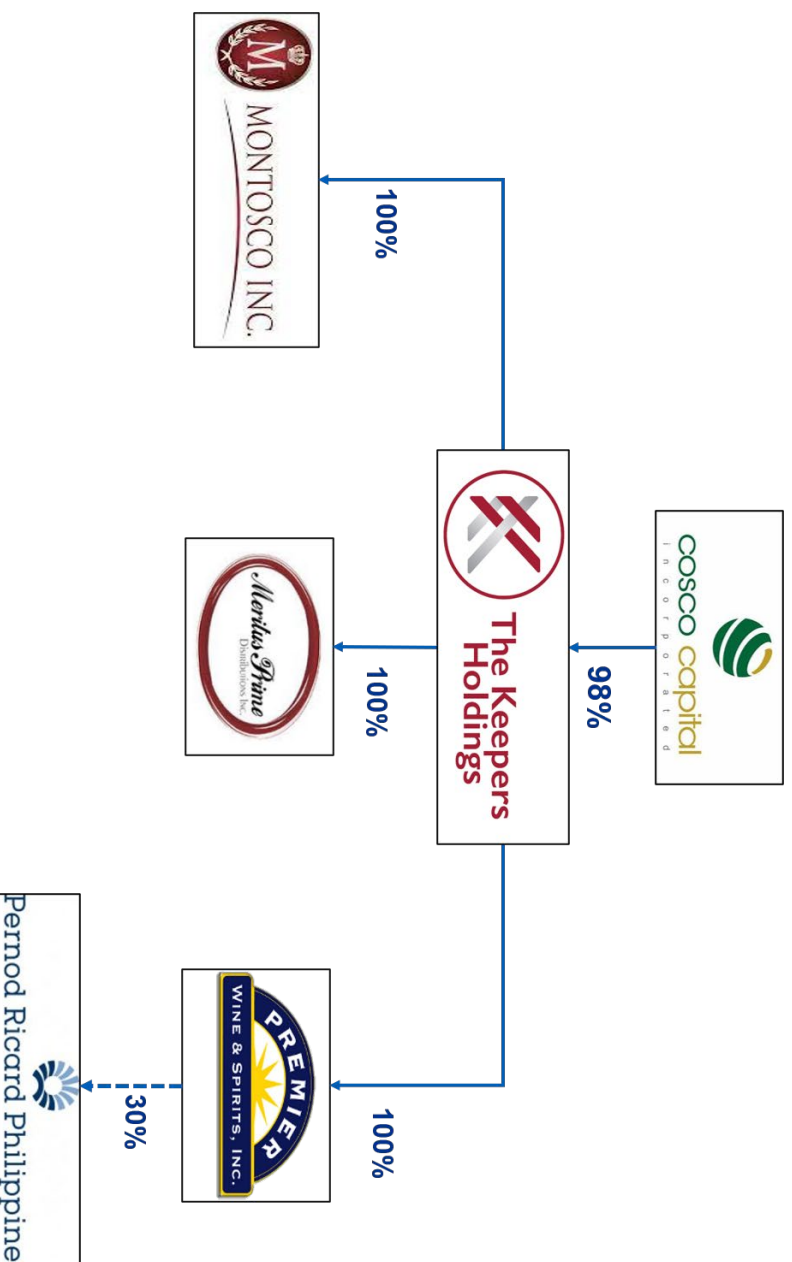 cosco capital
incorporated
98%
The Keepers
Holdings
100%
100%
100%
M
MONTOSCO INC.
Meritus Prime
Distributions Inc.
PREMIER
WINE & SPIRITS, INC.
30%
Pernod Ricard Philippine